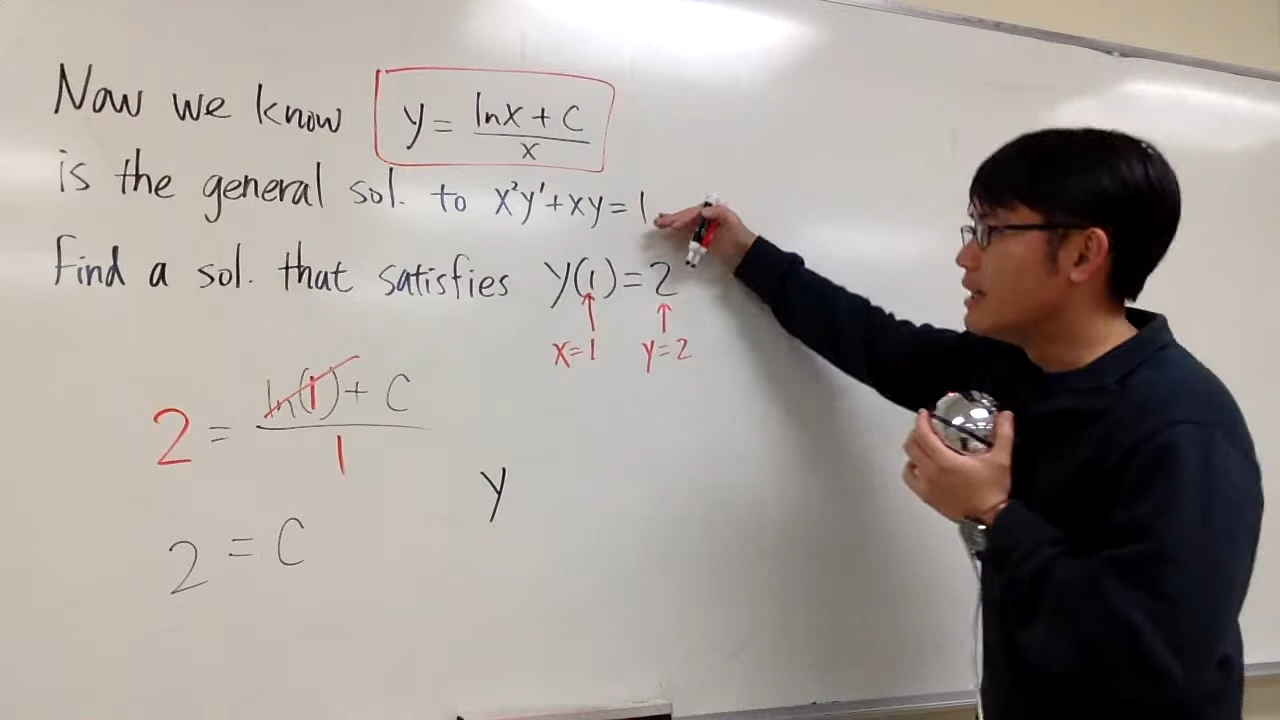 Now we know y = (lnx + C)/x
is the general sol. to x²y' + xy = 1
Find a sol. that satisfies y(1) = 2
↑ ↑
x=1 y=2
2 = (ln(1) + C)/1
y
2 = C